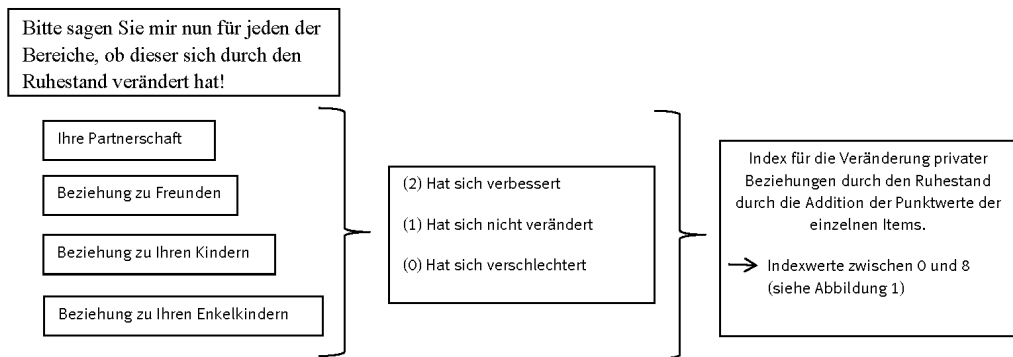 Bitte sagen Sie mir nun für jeden der
Bereiche, ob dieser sich durch den
Ruhestand verändert hat!
Ihre Partnerschaft
Beziehung zu Freunden
Beziehung zu Ihren Kindern
Beziehung zu Ihren Enkelkindern
(2) Hat sich verbessert
(1) Hat sich nicht verändert
(0) Hat sich verschlechtert
Index für die Veränderung privater
Beziehungen durch den Ruhestand
durch die Addition der Punktwerte der
einzelnen Items.
→ Indexwerte zwischen 0 und 8
(siehe Abbildung 1)